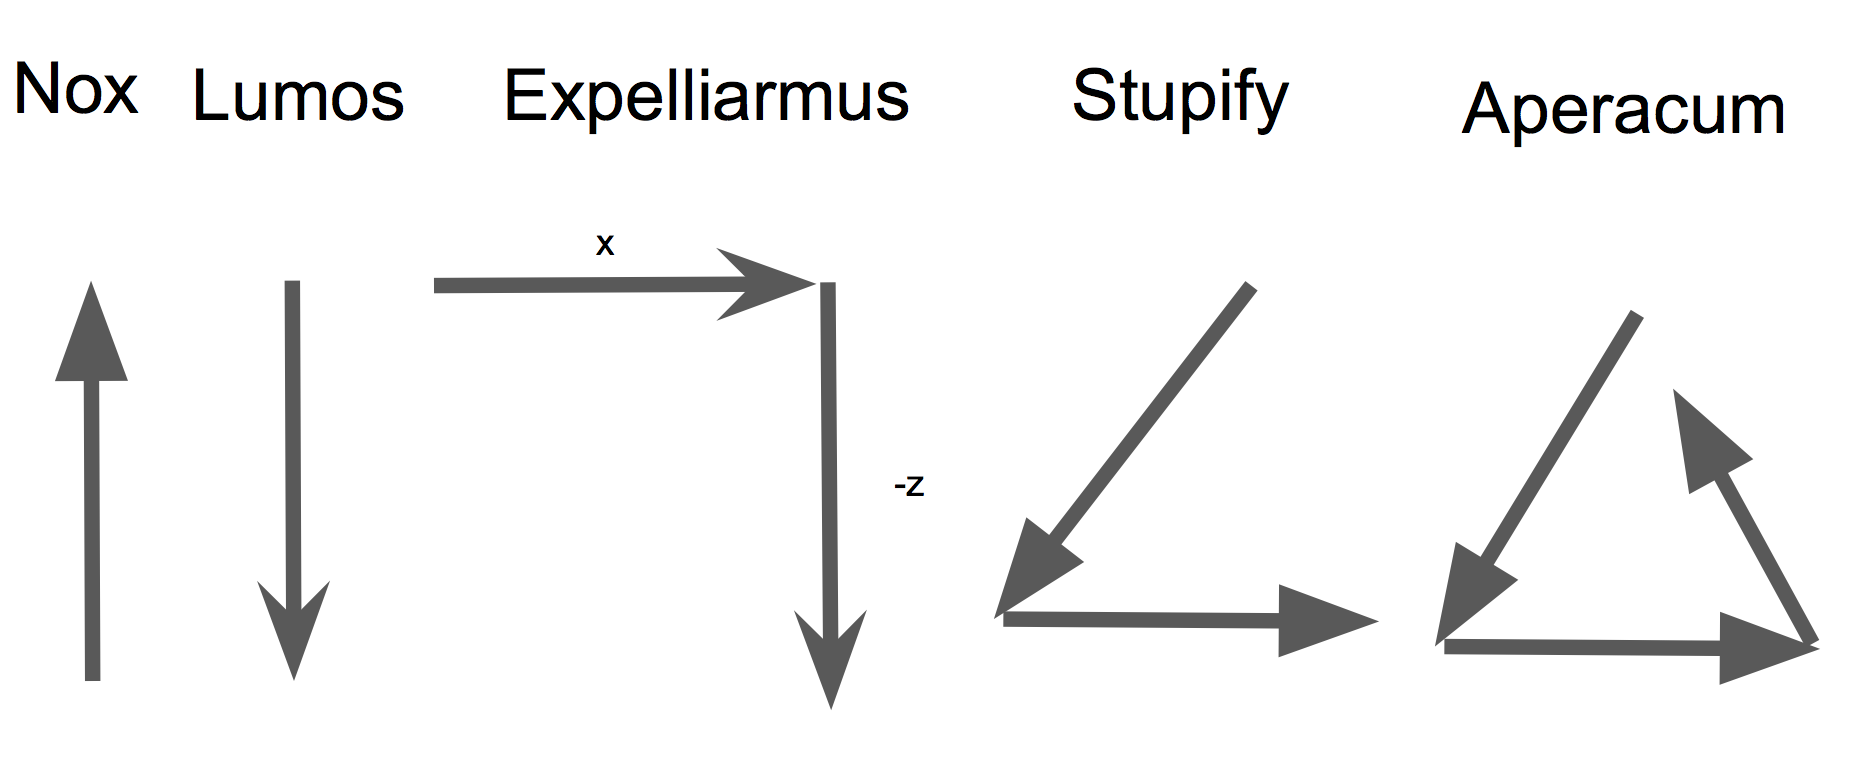 Nox
Lumos
Expelliarmus
Stupify
Aperacum
x
-z